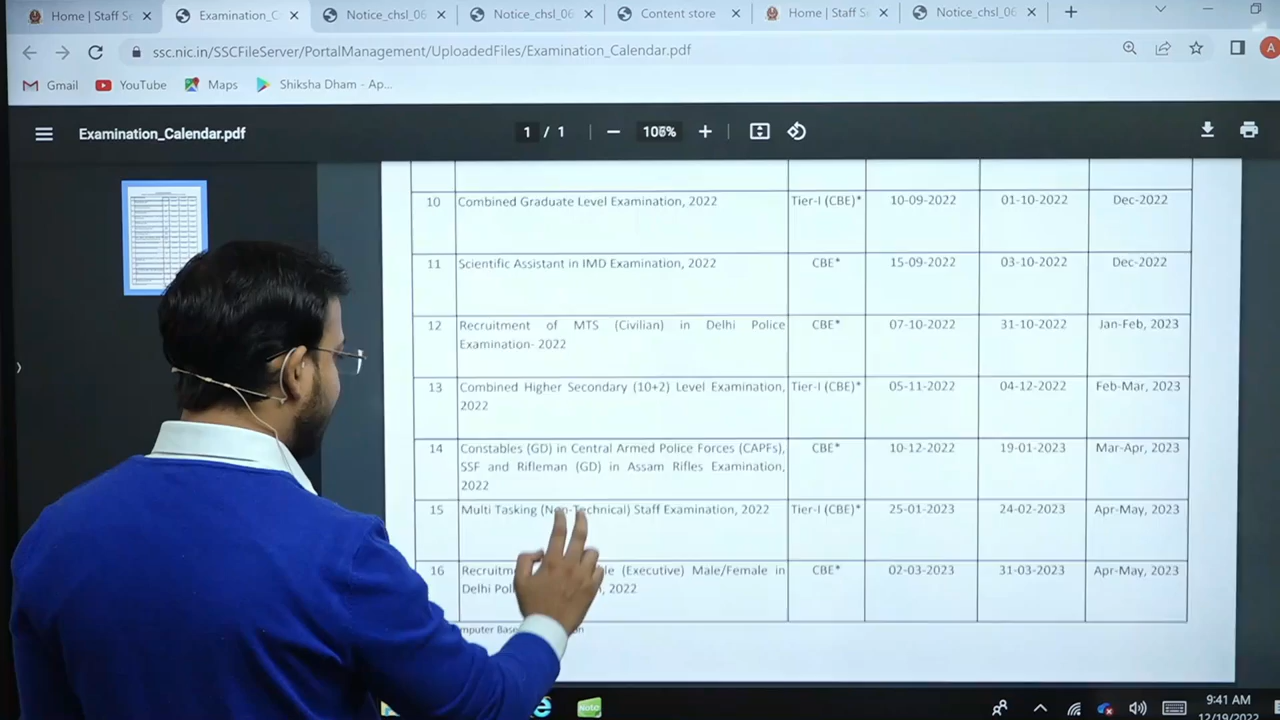 Home | Staff S
Examination_C
Notice_chsl_06
Notice_chsl_06
Content store
Home | Staff S
Notice_chsl_06
ssc.nic.in/SSCFileServer/PortalManagement/UploadedFiles/Examination_Calendar.pdf
A
Gmail
YouTube
Maps
Shiksha Dham - Ap...
Examination_Calendar.pdf
1 / 1
10 Combined Graduate Level Examination, 2022 Tier-I (CBE)* 10-09-2022 01-10-2022 Dec-2022
11 Scientific Assistant in IMD Examination, 2022 CBE* 15-09-2022 03-10-2022 Dec-2022
12 Recruitment of MTS (Civilian) in Delhi Police CBE* 07-10-2022 31-10-2022 Jan-Feb, 2023
Examination- 2022
13 Combined Higher Secondary (10+2) Level Examination, Tier-I (CBE)* 05-11-2022 04-12-2022 Feb-Mar, 2023
2022
14 Constables (GD) in Central Armed Police Forces (CAPFs), CBE* 10-12-2022 19-01-2023 Mar-Apr, 2023
SSF and Rifleman (GD) in Assam Rifles Examination,
2022
15 Multi Tasking (Non-Technical) Staff Examination, 2022 Tier-I (CBE)* 25-01-2023 24-02-2023 Apr-May, 2023
16 (Executive) Male/Female in CBE* 02-03-2023 31-03-2023 Apr-May, 2023
Delhi , 2022
Noto
9:41 AM
12/19/2022